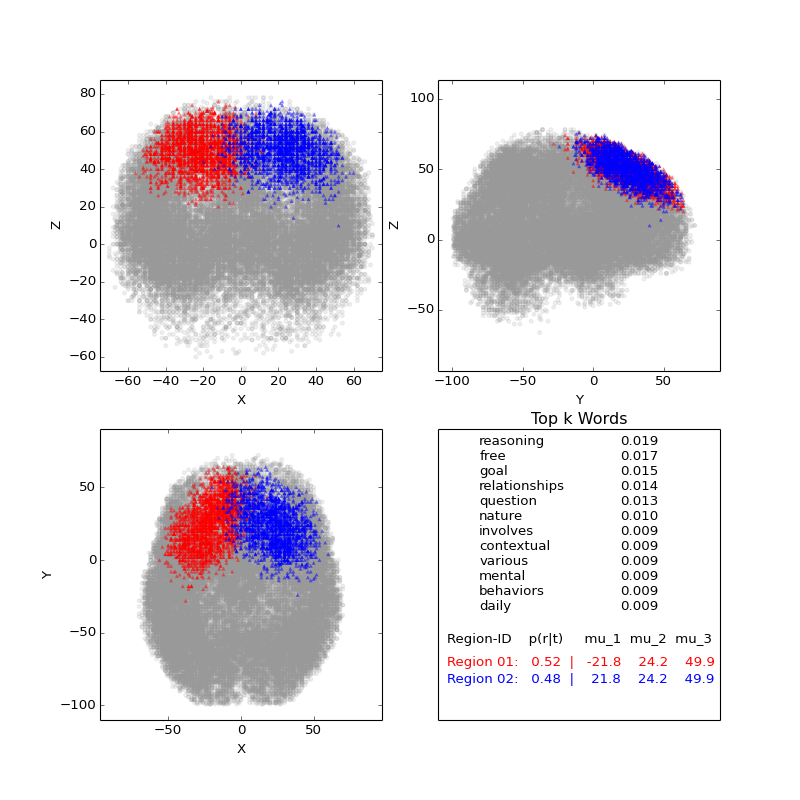 80
60
40
20
0
−20
−40
−60
Z
−60 −40 −20 0 20 40 60
X
100
50
0
−50
Z
−100 −50 0 50
Y
50
0
−50
−100
Y
−50 0 50
X
Top k Words
reasoning 0.019
free 0.017
goal 0.015
relationships 0.014
question 0.013
nature 0.010
involves 0.009
contextual 0.009
various 0.009
mental 0.009
behaviors 0.009
daily 0.009
Region-ID p(r|t) mu_1 mu_2 mu_3
Region 01: 0.52 | -21.8 24.2 49.9
Region 02: 0.48 | 21.8 24.2 49.9